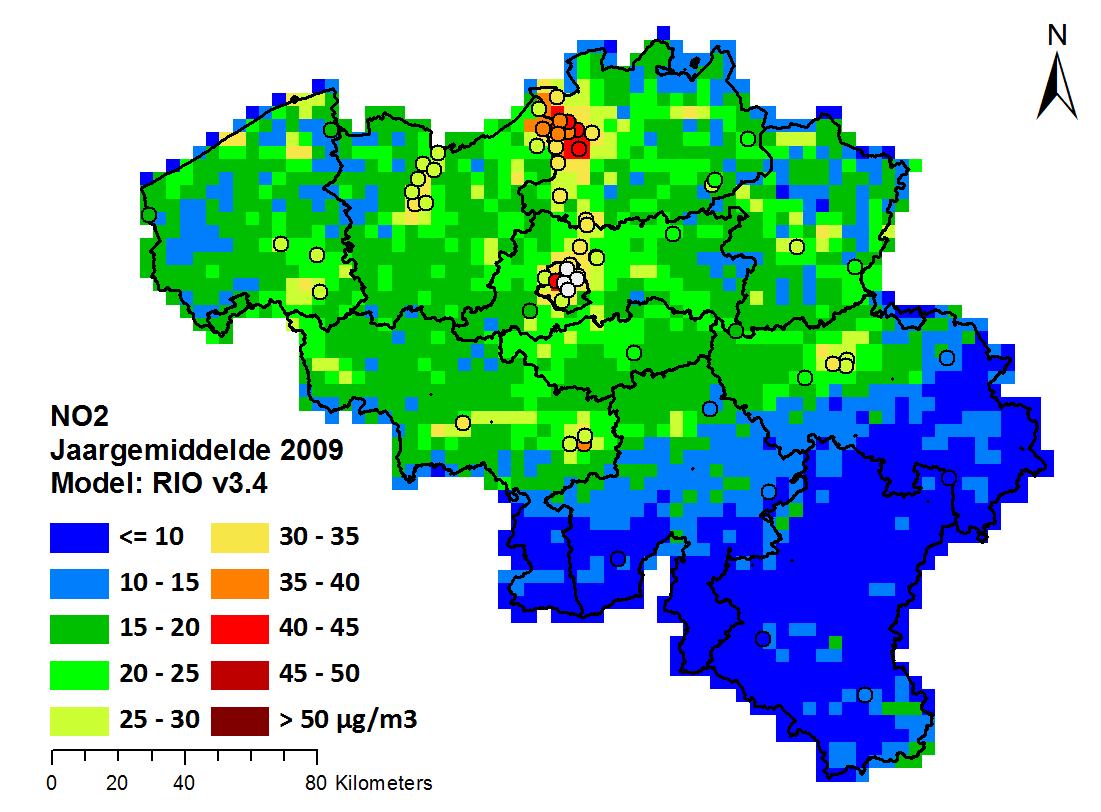 N
NO2
Jaargemiddelde 2009
Model: RIO v3.4
<= 10
30 - 35
10 - 15
35 - 40
15 - 20
40 - 45
20 - 25
45 - 50
25 - 30
> 50 µg/m3
0 20 40 80 Kilometers